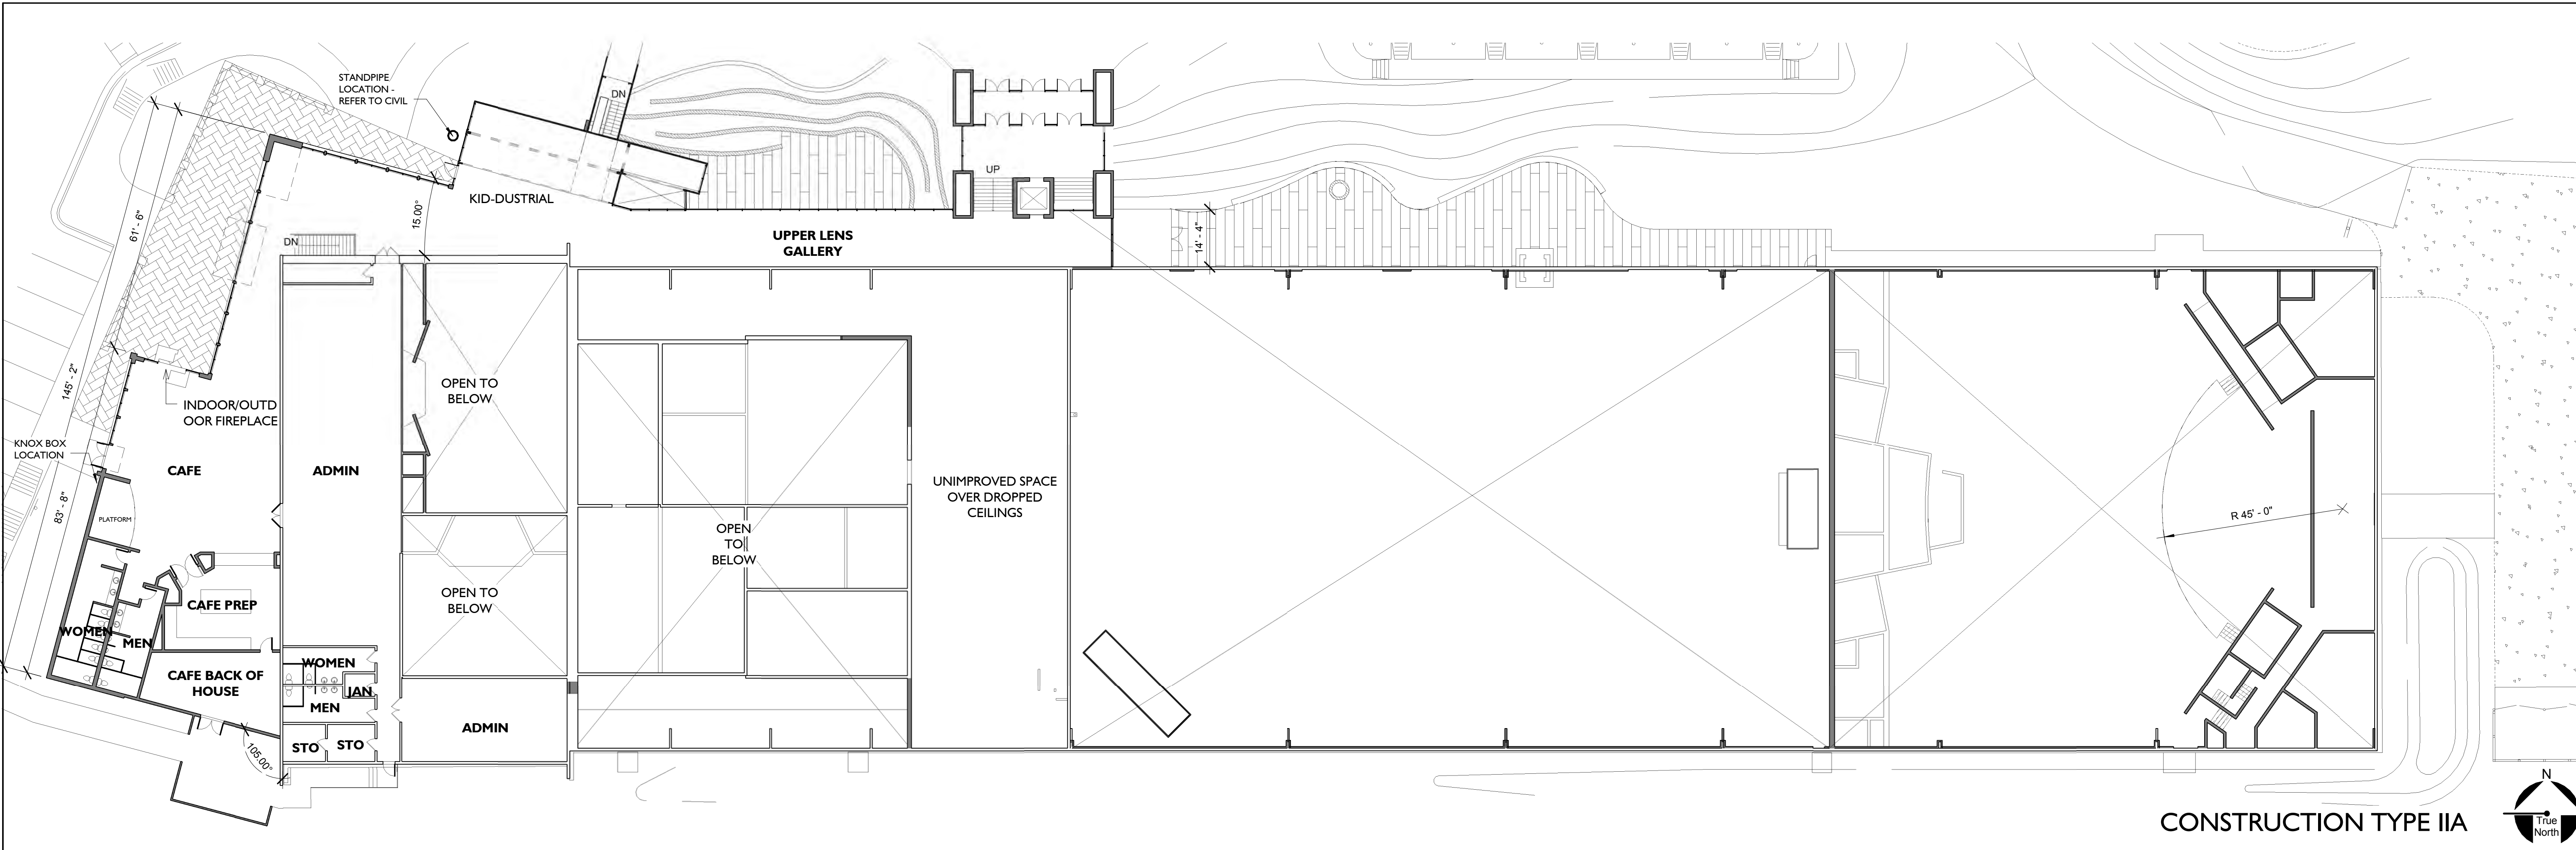 STANDPIPE
LOCATION -
REFER TO CIVIL
DN
UP
KID-DUSTRIAL
61' - 6"
15.00°
UPPER LENS
GALLERY
14' - 4"
DN
145' - 2"
OPEN TO
BELOW
INDOOR/OUTD
OOR FIREPLACE
KNOX BOX
LOCATION
CAFE
ADMIN
UNIMPROVED SPACE
OVER DROPPED
CEILINGS
83' - 8"
PLATFORM
OPEN
TO
BELOW
R 45' - 0"
OPEN TO
BELOW
CAFE PREP
WOMEN
MEN
WOMEN
CAFE BACK OF
HOUSE
JAN
MEN
ADMIN
STO
STO
105.00°
CONSTRUCTION TYPE IIA
N
True
North